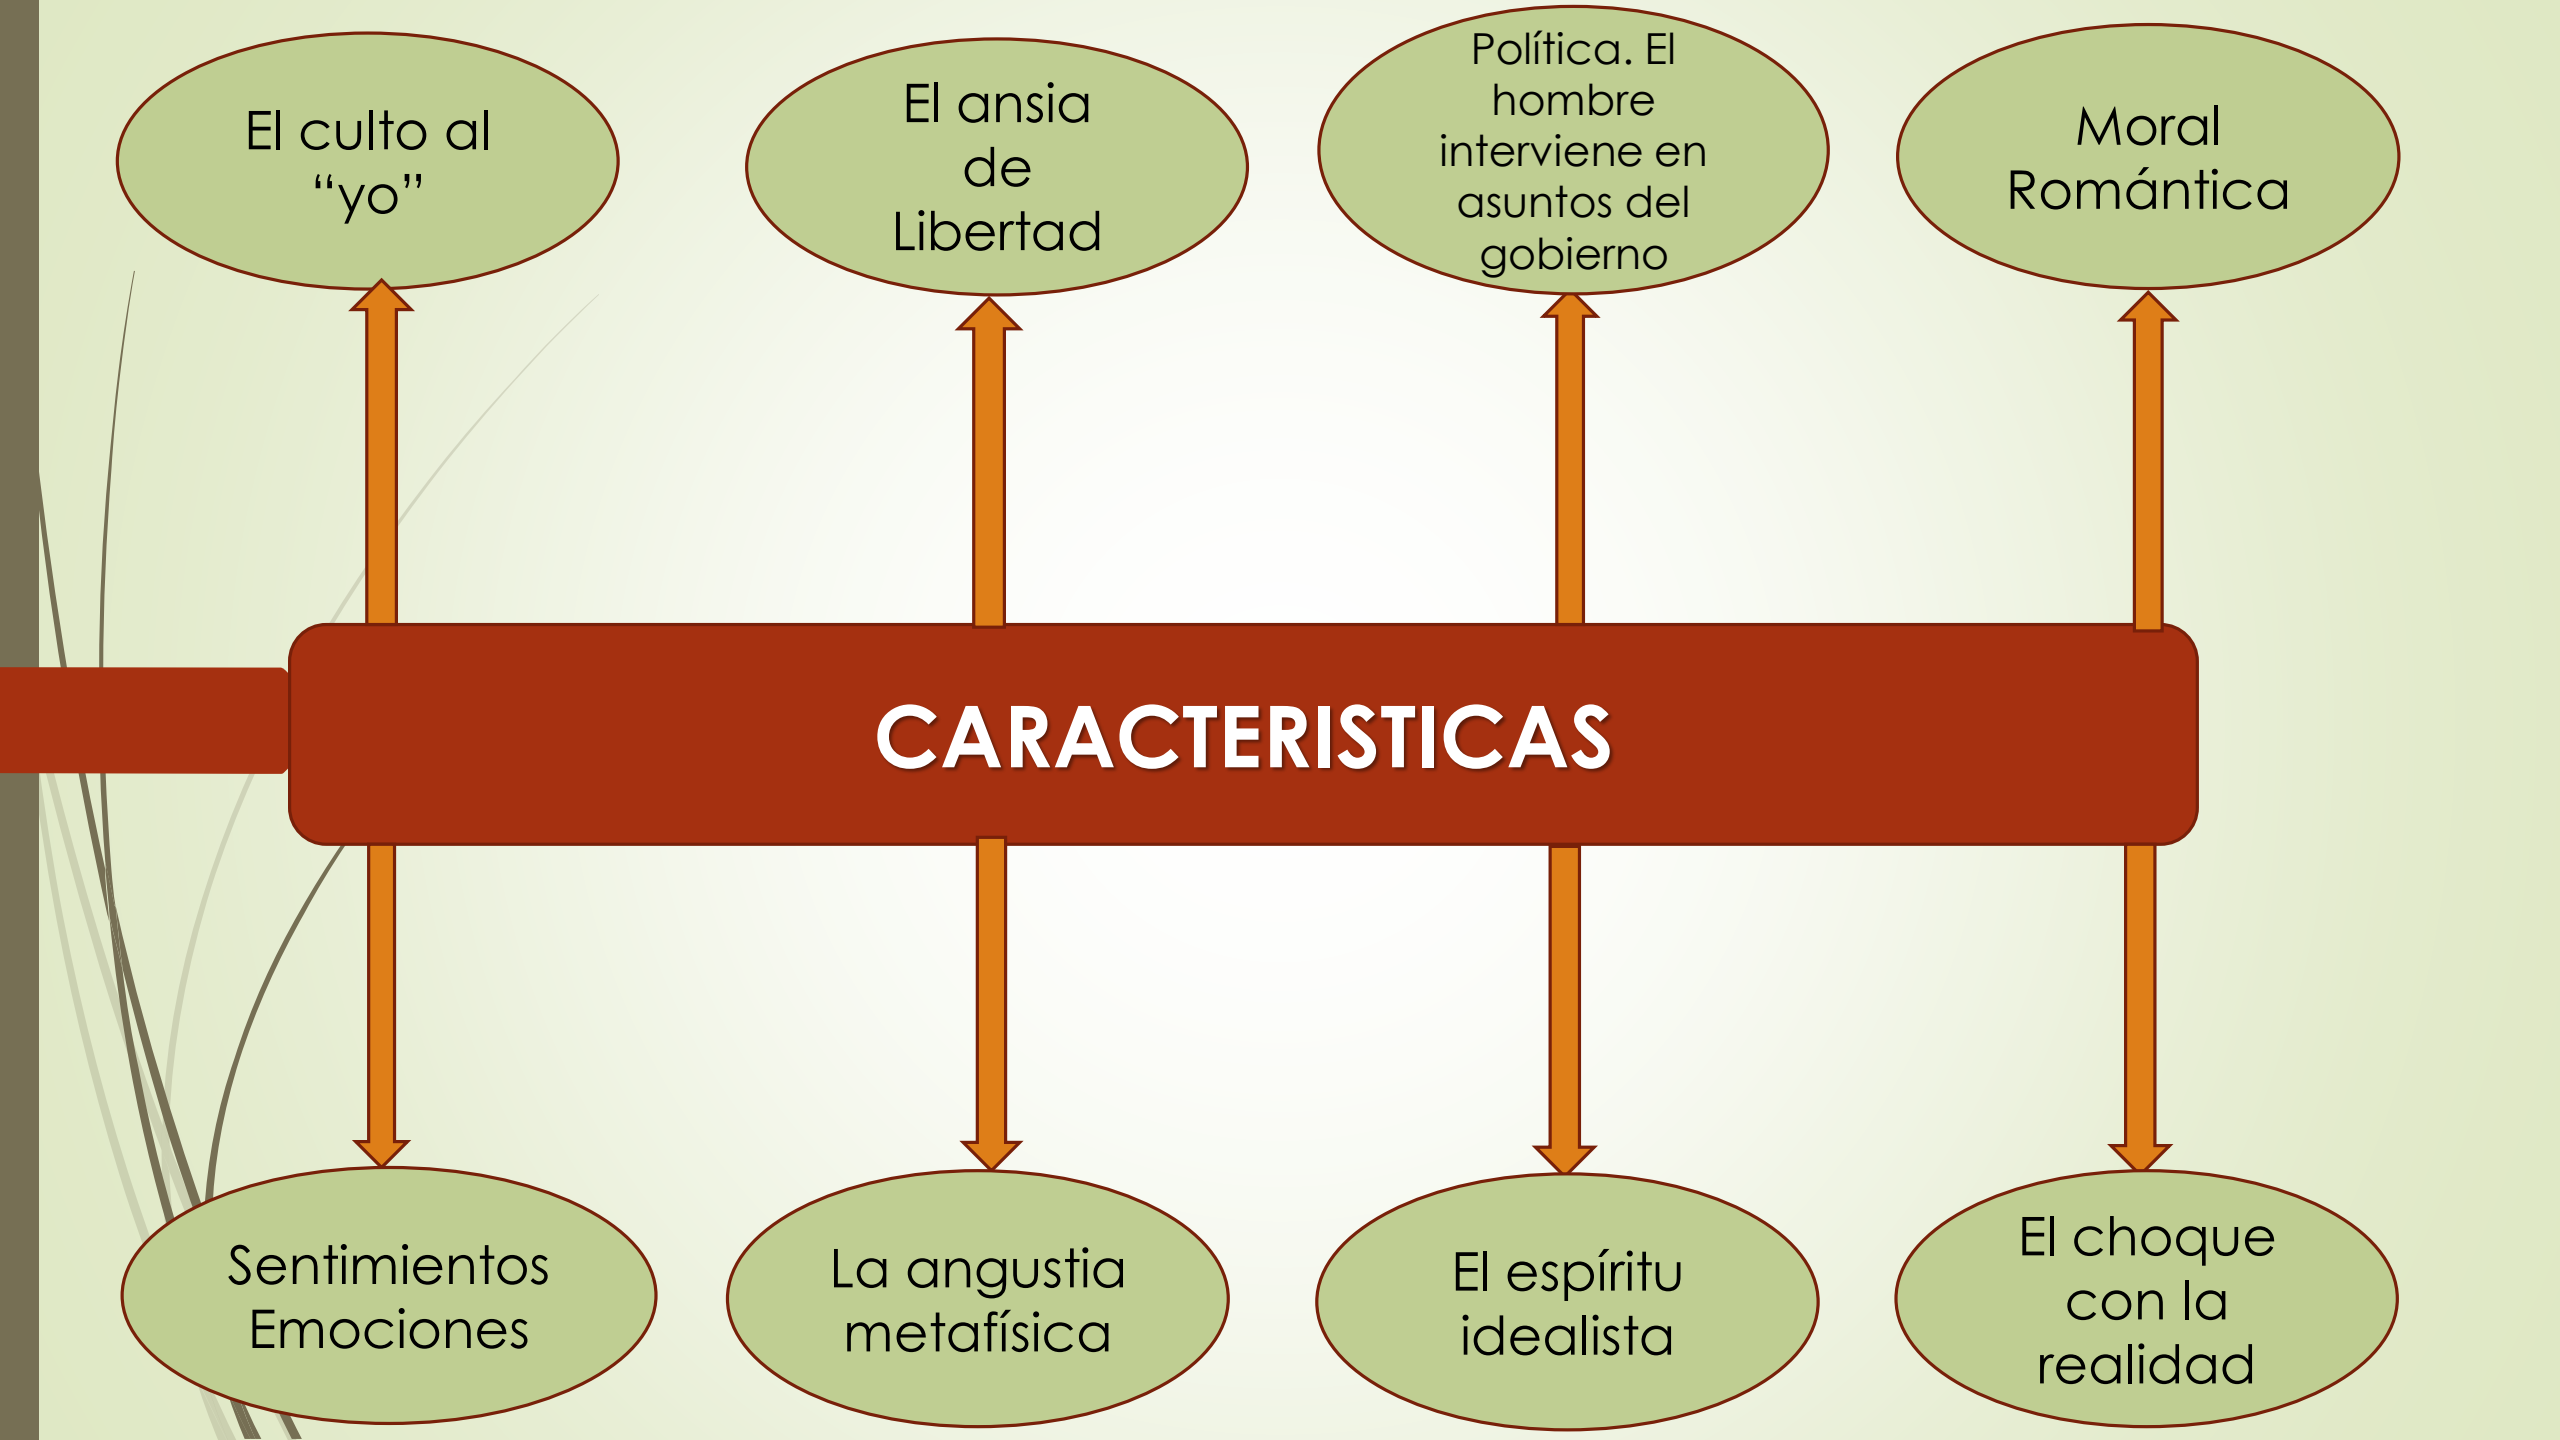 El culto al
“yo”
El ansia
de
Libertad
Política. El
hombre
interviene en
asuntos del
gobierno
Moral
Romántica
CARACTERISTICAS
Sentimientos
Emociones
La angustia
metafísica
El espíritu
idealista
El choque
con la
realidad